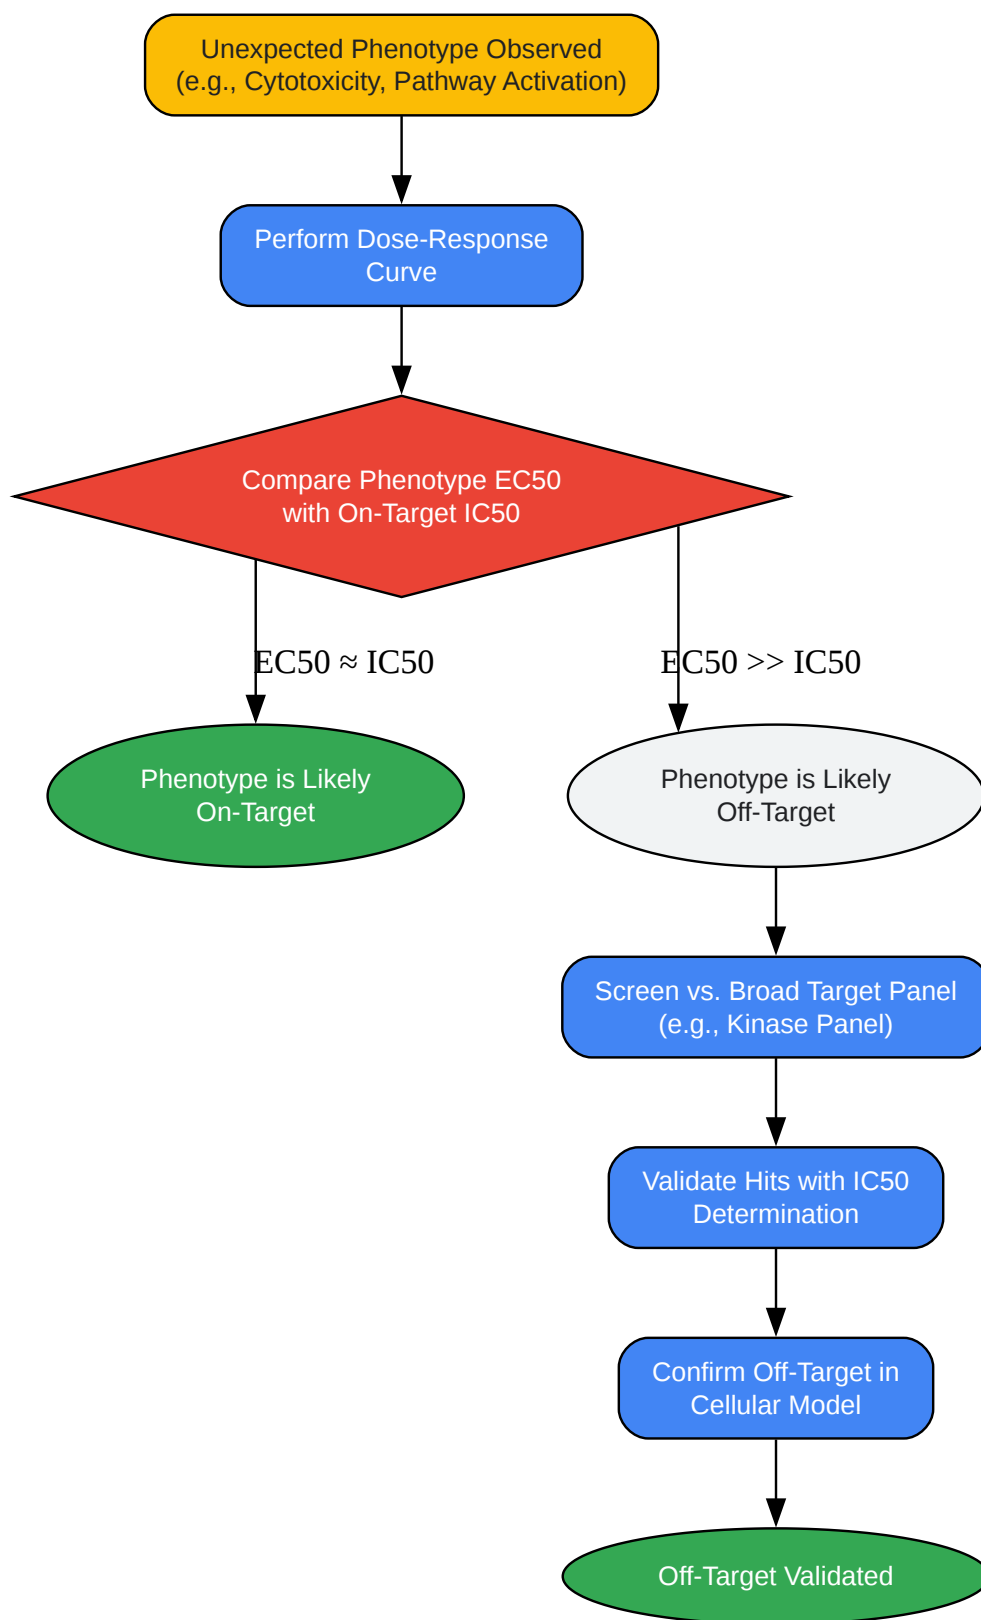 Unexpected Phenotype Observed
(e.g., Cytotoxicity, Pathway Activation)
Perform Dose-Response
Curve
Compare Phenotype EC50
with On-Target IC50
EC50 ≈ IC50
EC50 >> IC50
Phenotype is Likely
On-Target
Phenotype is Likely
Off-Target
Screen vs. Broad Target Panel
(e.g., Kinase Panel)
Validate Hits with IC50
Determination
Confirm Off-Target in
Cellular Model
Off-Target Validated